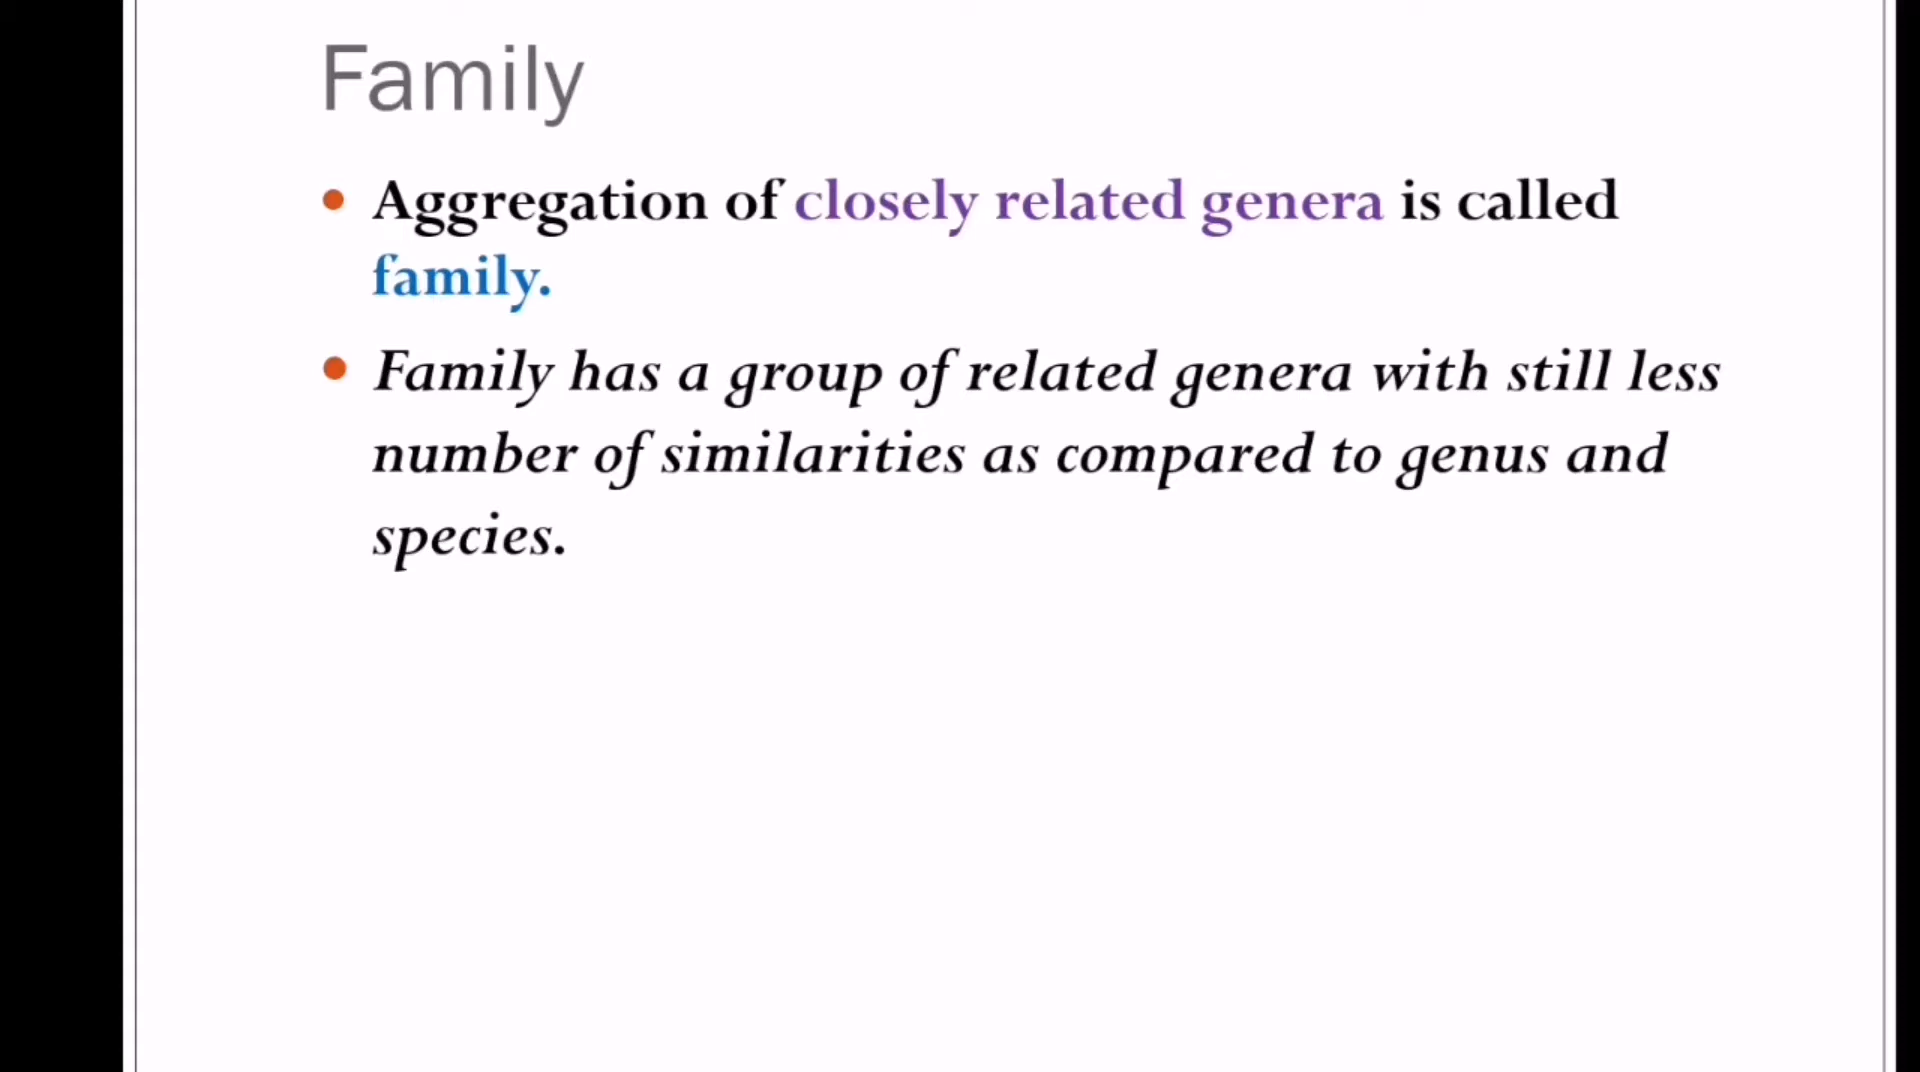 Family
• Aggregation of closely related genera is called
family.
• Family has a group of related genera with still less
number of similarities as compared to genus and
species.